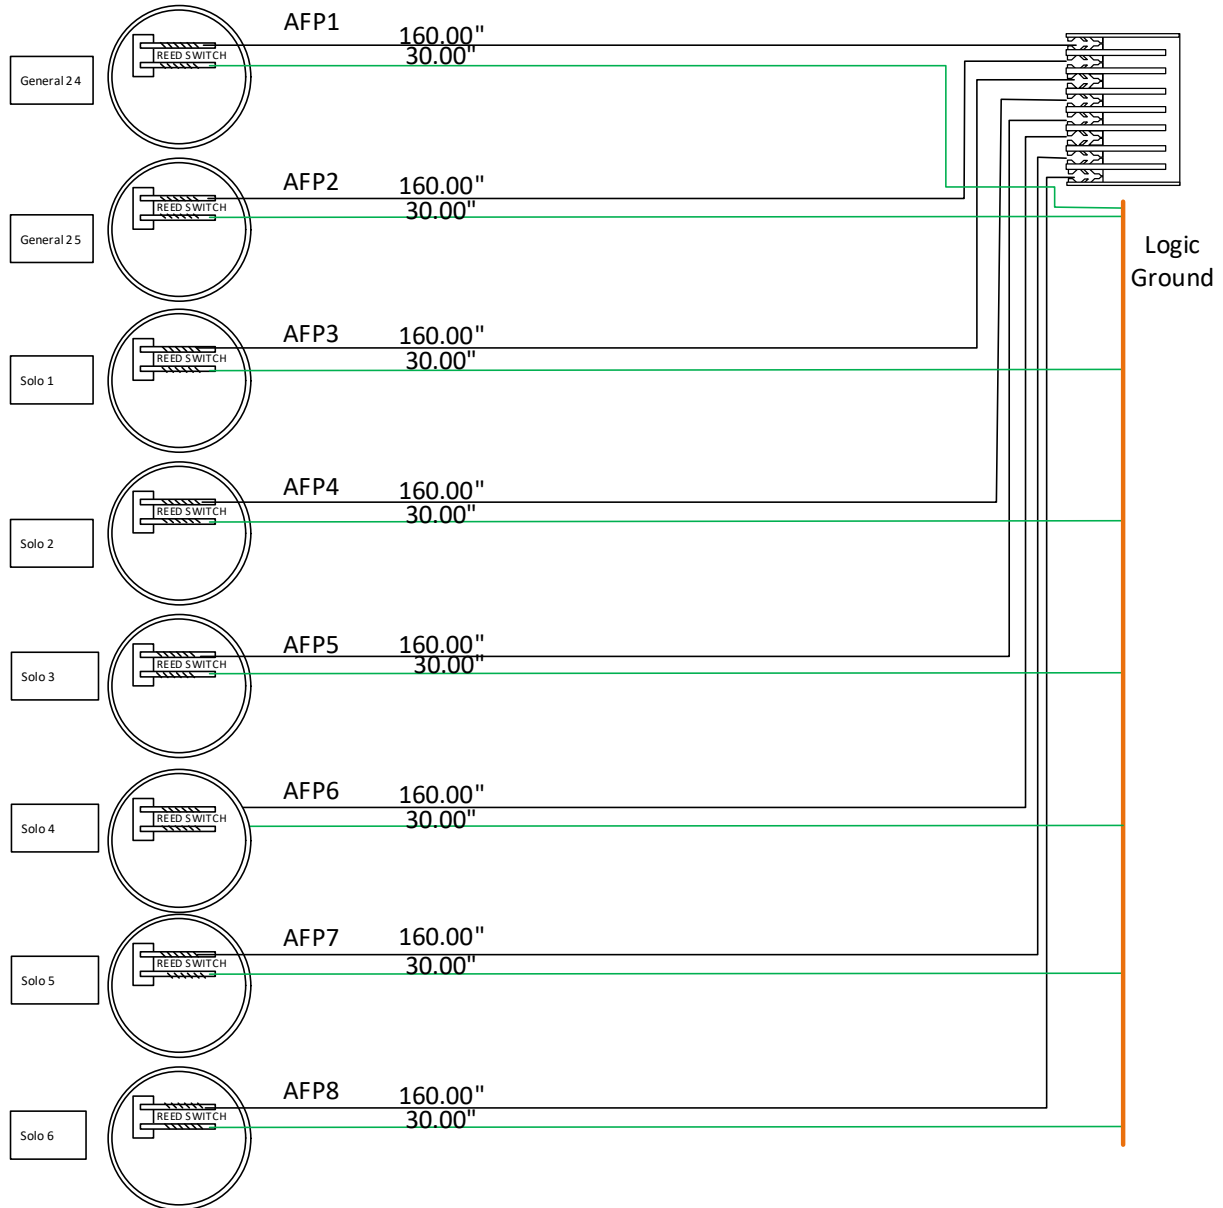 AFP1
160.00"
30.00"
REED SWITCH
General 24
AFP2
160.00"
30.00"
REED SWITCH
General 25
Logic
Ground
AFP3
160.00"
30.00"
REED SWITCH
Solo 1
AFP4
160.00"
30.00"
REED SWITCH
Solo 2
AFP5
160.00"
30.00"
REED SWITCH
Solo 3
AFP6
160.00"
30.00"
REED SWITCH
Solo 4
AFP7
160.00"
30.00"
REED SWITCH
Solo 5
AFP8
160.00"
30.00"
REED SWITCH
Solo 6